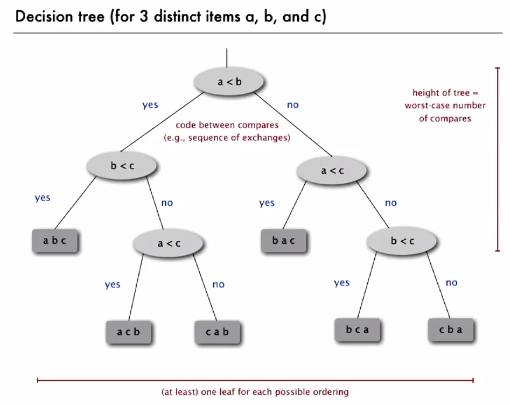 Decision tree (for 3 distinct items a, b, and c)
a < b
yes
no
code between compares
(e.g., sequence of exchanges)
height of tree =
worst-case number
of compares
b < c
a < c
yes
no
yes
no
a b c
a < c
b a c
b < c
yes
no
yes
no
a c b
c a b
b c a
c b a
(at least) one leaf for each possible ordering